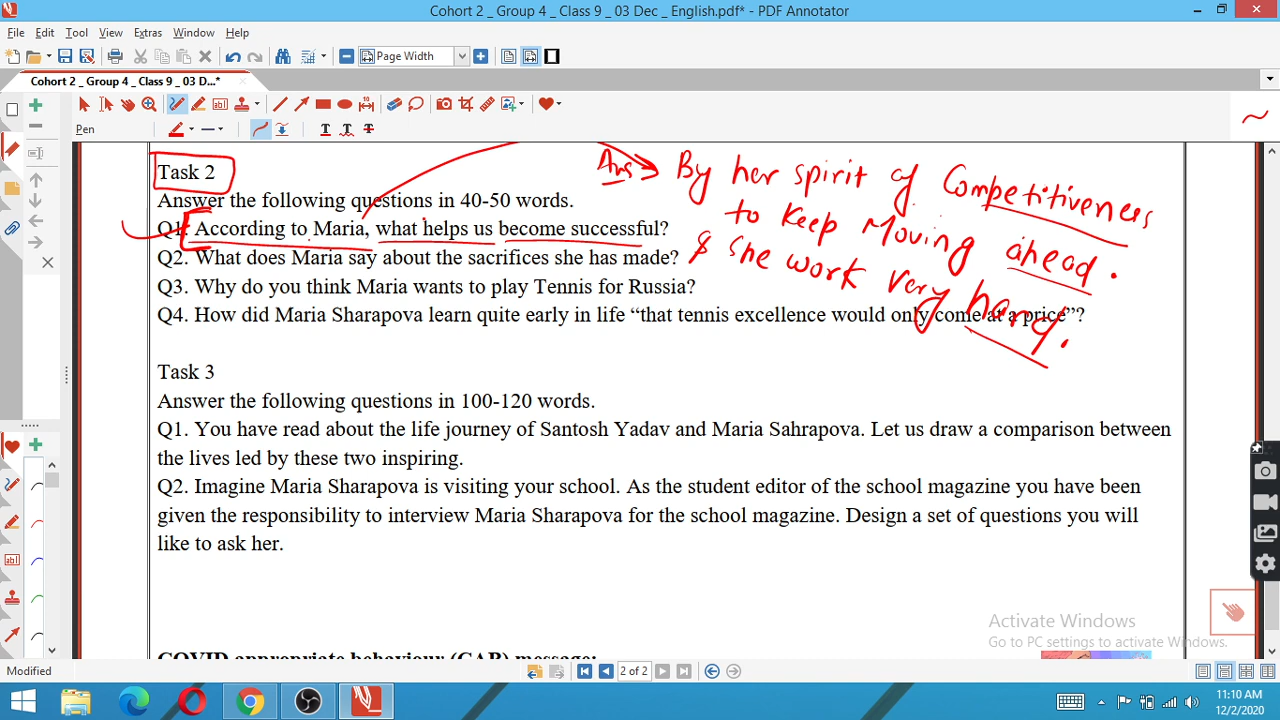 Cohort 2 _ Group 4 _ Class 9 _ 03 Dec _ English.pdf* - PDF Annotator
File Edit Tool View Extras Window Help
Page Width
Cohort 2 _ Group 4 _ Class 9 _ 03 D...*
Pen
Task 2
Answer the following questions in 40-50 words.
Q1. According to Maria, what helps us become successful?
Q2. What does Maria say about the sacrifices she has made?
Q3. Why do you think Maria wants to play Tennis for Russia?
Q4. How did Maria Sharapova learn quite early in life “that tennis excellence would only come at a price”?
Ans By her spirit of Competitiveness
to keep Moving ahead.
& she work very hard.
Task 3
Answer the following questions in 100-120 words.
Q1. You have read about the life journey of Santosh Yadav and Maria Sahrapova. Let us draw a comparison between
the lives led by these two inspiring.
Q2. Imagine Maria Sharapova is visiting your school. As the student editor of the school magazine you have been
given the responsibility to interview Maria Sharapova for the school magazine. Design a set of questions you will
like to ask her.
Activate Windows
Go to PC settings to activate Windows.
COVID appropriate behaviour (CAB) message:
Modified
2 of 2
11:10 AM
12/2/2020